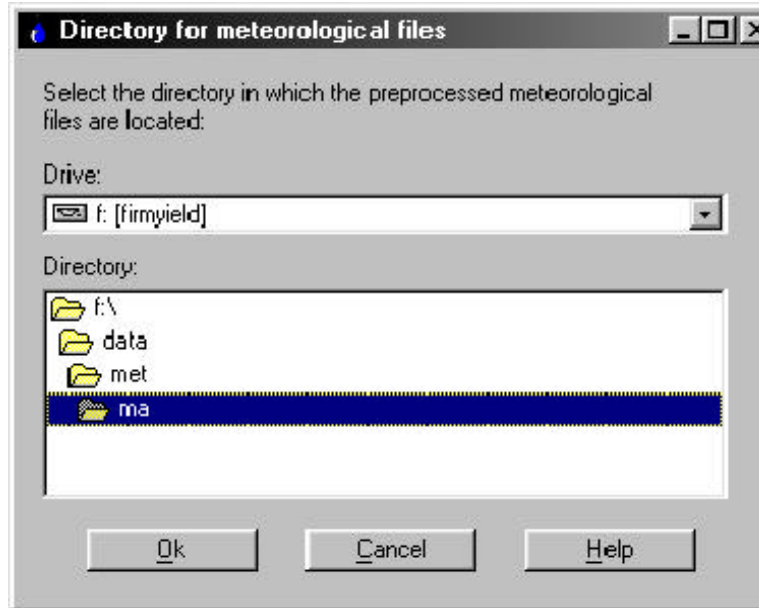 Directory for meteorological files
Select the directory in which the preprocessed meteorological
files are located:
Drive:
f: [firmyield]
Directory:
f:\
data
met
ma
Ok
Cancel
Help